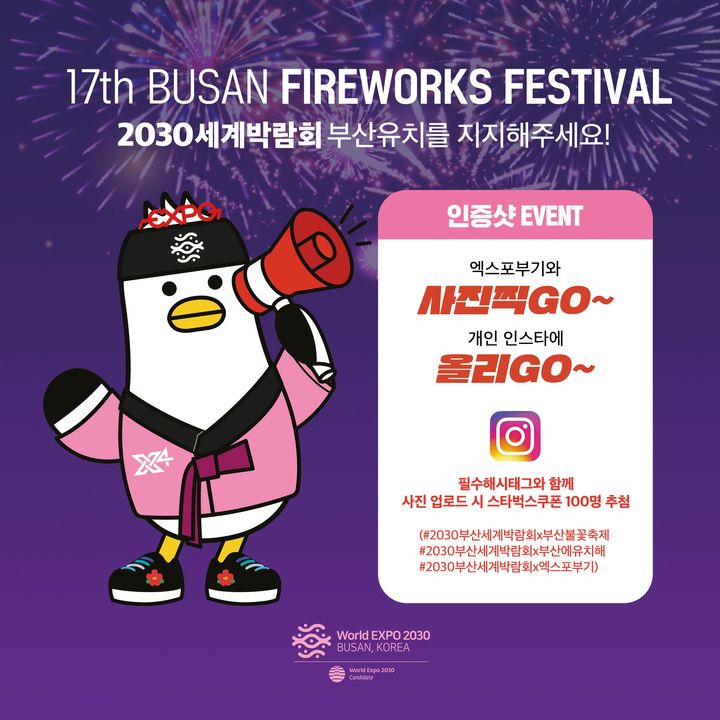 17th BUSAN FIREWORKS FESTIVAL
2030세계박람회 부산유치를 지지해주세요!
EXPO
인증샷 EVENT
엑스포부기와
사진찍GO~
개인 인스타에
올리GO~
필수해시태그와 함께
사진 업로드 시 스타벅스쿠폰 100명 추첨
(#2030부산세계박람회x부산불꽃축제
#2030부산세계박람회x부산에유치해
#2030부산세계박람회x엑스포부기)
World EXPO 2030
BUSAN, KOREA
World Expo 2030
Candidate